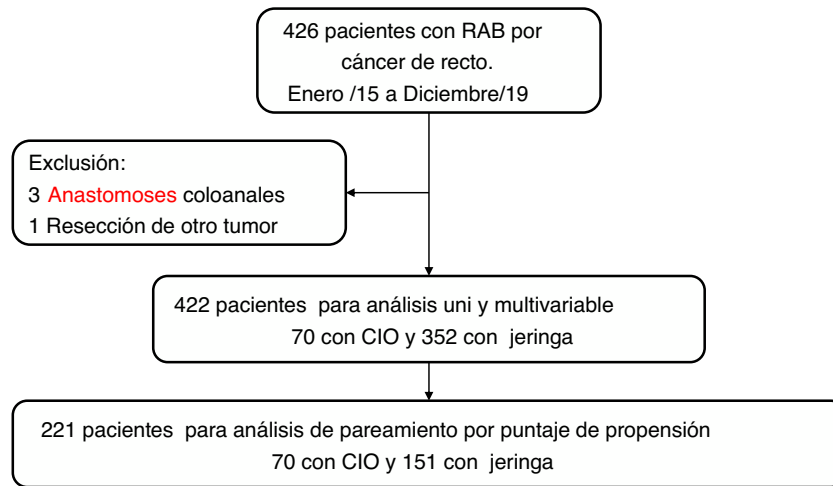 426 pacientes con RAB por
cáncer de recto.
Enero /15 a Diciembre/19
Exclusión:
3 Anastomoses coloanales
1 Resección de otro tumor
422 pacientes para análisis uni y multivariable
70 con CIO y 352 con jeringa
221 pacientes para análisis de pareamiento por puntaje de propensión
70 con CIO y 151 con jeringa